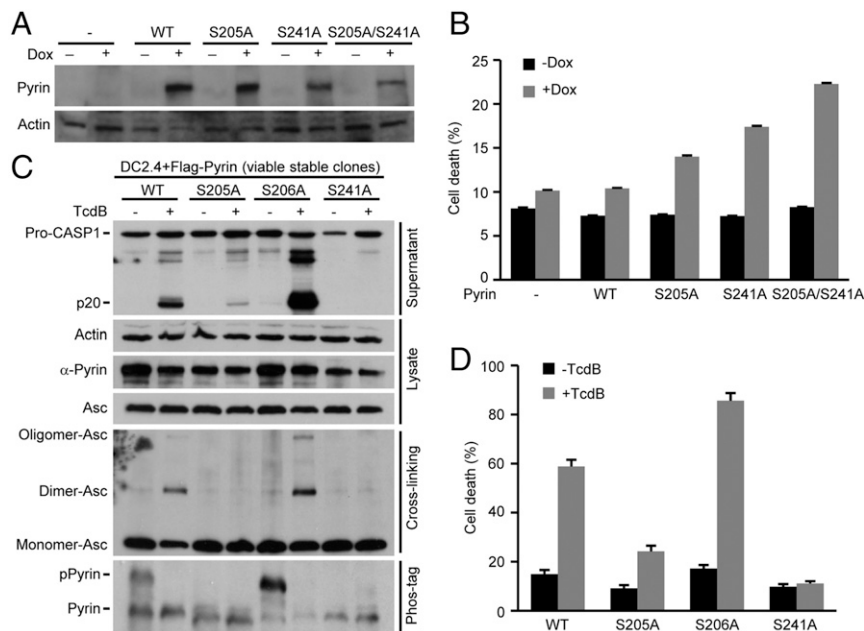 A
- WT S205A S241A S205A/S241A
Dox – + – + – + – + – +
Pyrin
Actin
B
-Dox
+Dox
Cell death (%)
25
20
15
10
5
0
Pyrin - WT S205A S241A S205A/S241A
C
DC2.4+Flag-Pyrin (viable stable clones)
WT S205A S206A S241A
TcdB - + - + - + - +
Pro-CASP1
p20
Supernatant
Actin
α-Pyrin
Asc
Lysate
Oligomer-Asc
Dimer-Asc
Monomer-Asc
Cross-linking
pPyrin
Pyrin
Phos-tag
D
-TcdB
+TcdB
Cell death (%)
100
80
60
40
20
0
WT S205A S206A S241A